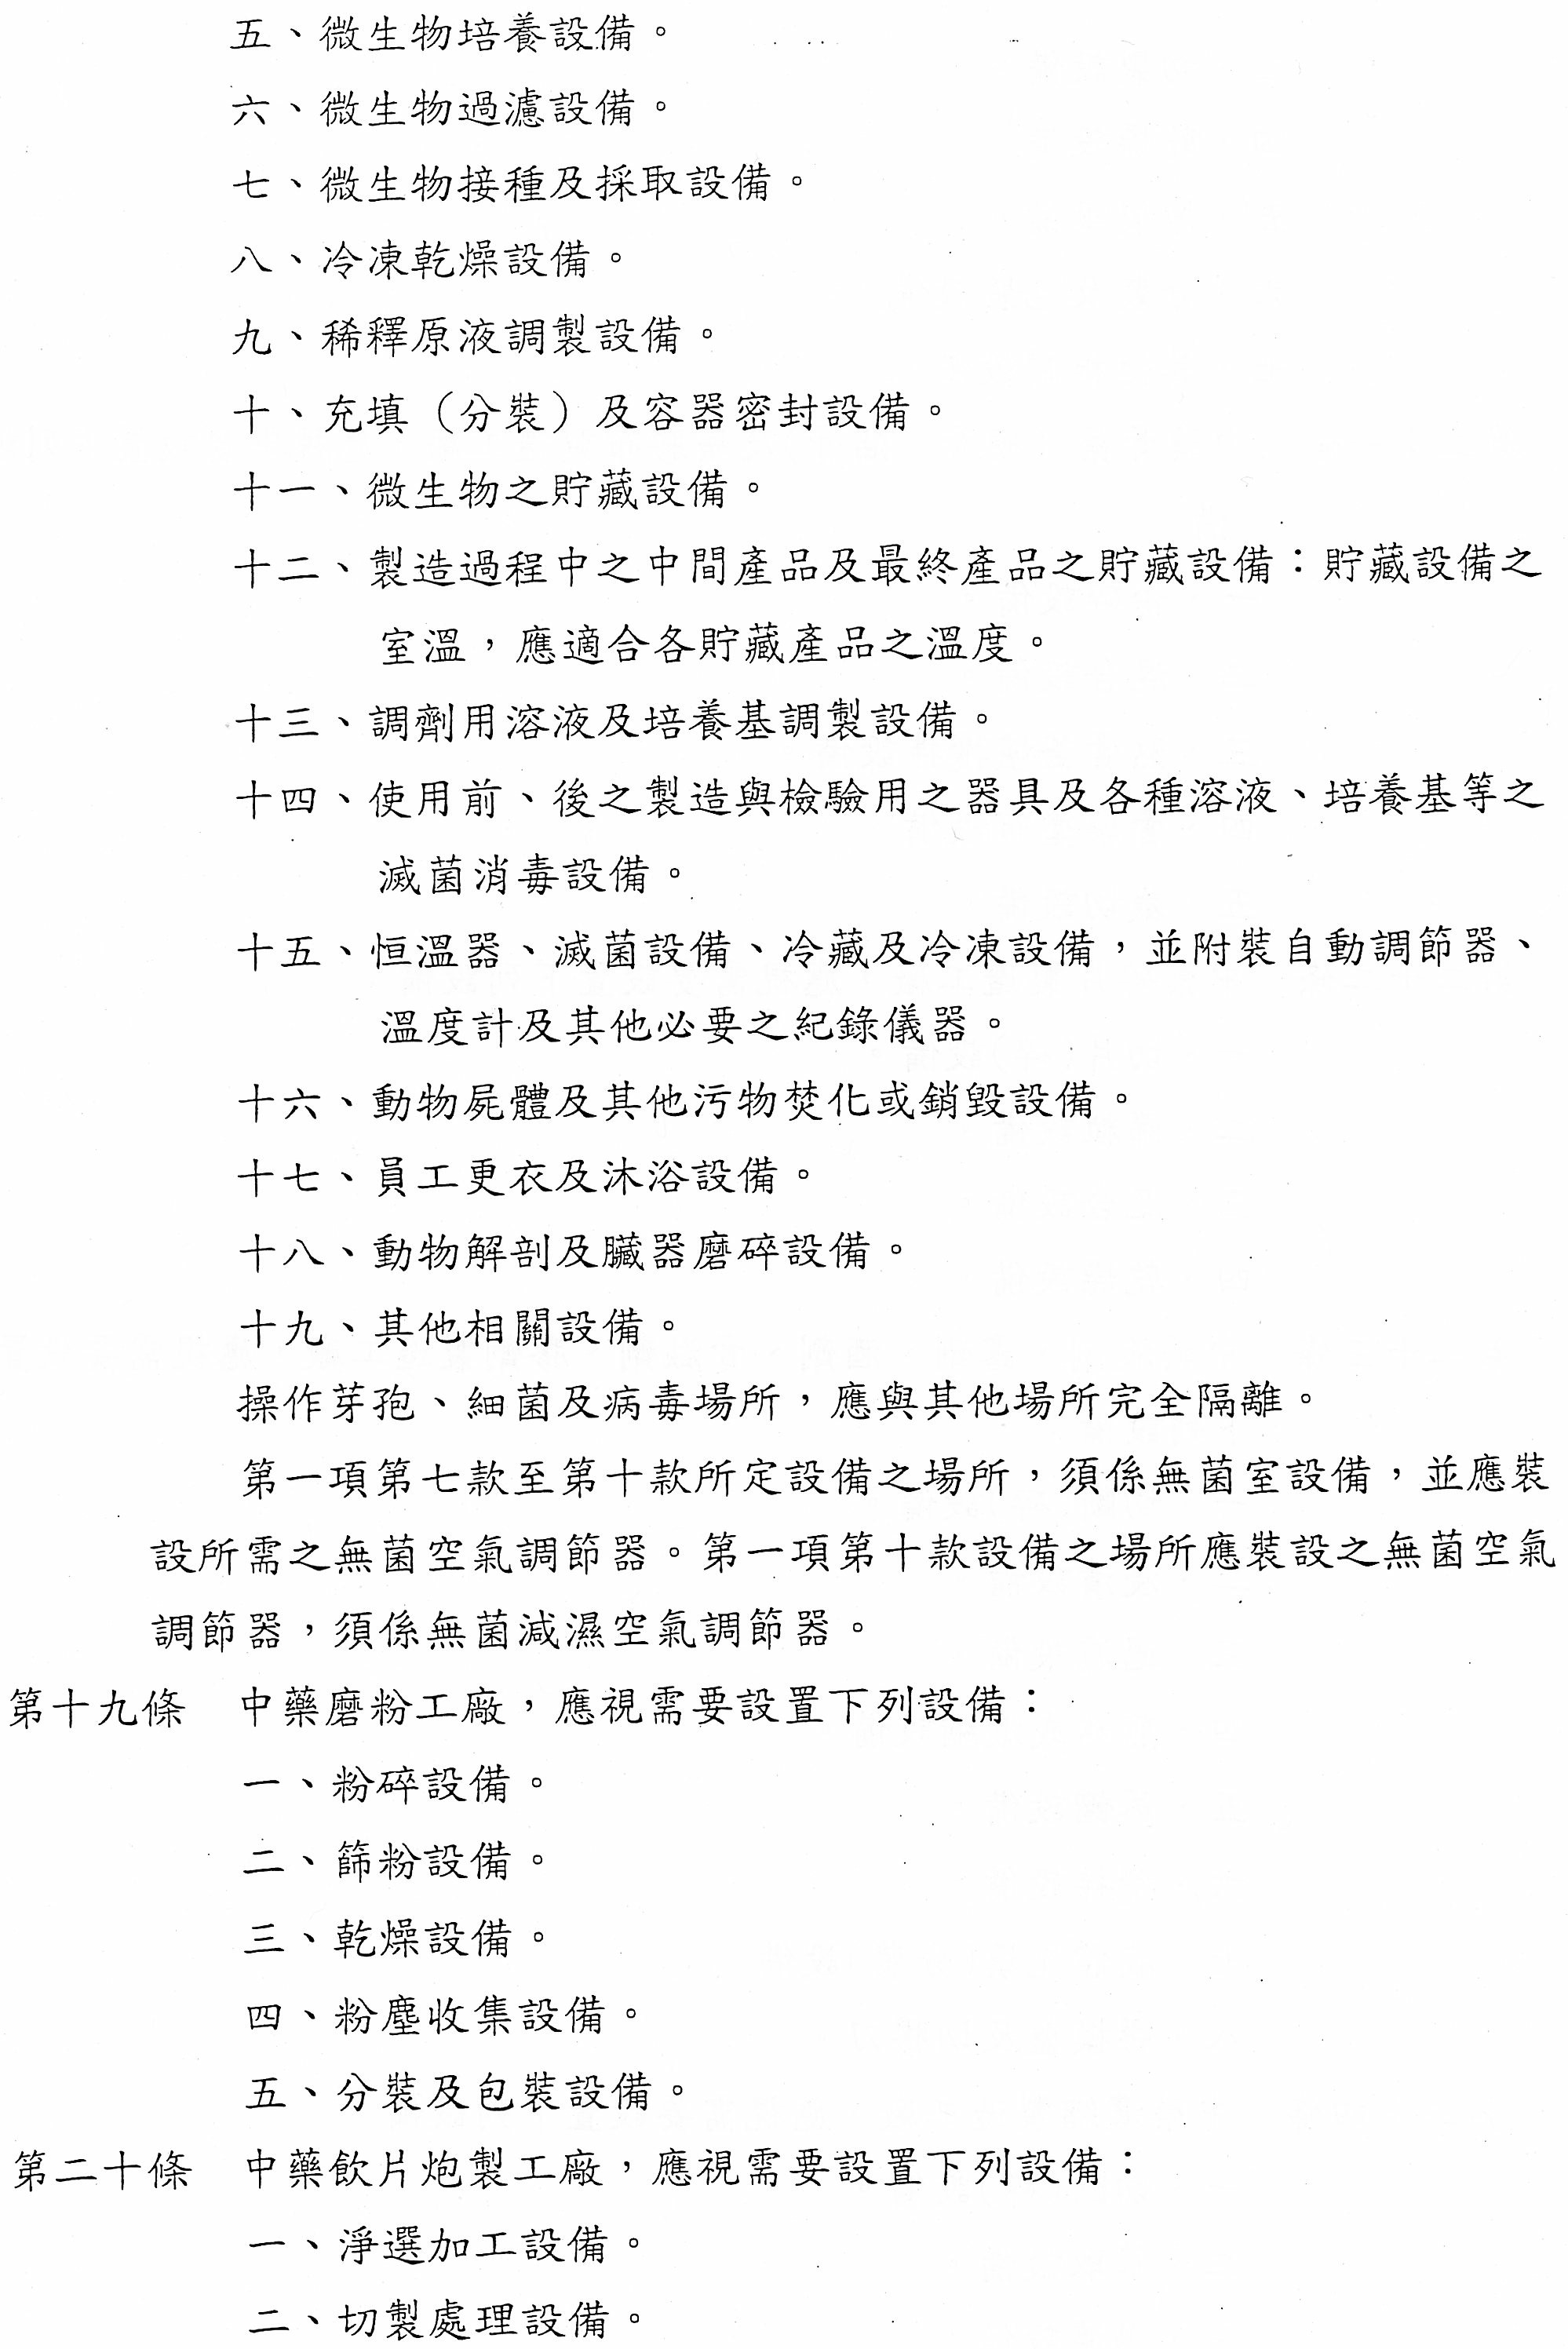 五、微生物培養設備。
六、微生物過濾設備。
七、微生物接種及採取設備。
八、冷凍乾燥設備。
九、稀釋原液調製設備。
十、充填（分裝）及容器密封設備。
十一、微生物之貯藏設備。
十二、製造過程中之中間產品及最終產品之貯藏設備：貯藏設備之
室溫，應適合各貯藏產品之溫度。
十三、調劑用溶液及培養基調製設備。
十四、使用前、後之製造與檢驗用之器具及各種溶液、培養基等之
滅菌消毒設備。
十五、恒溫器、滅菌設備、冷藏及冷凍設備，並附裝自動調節器、
溫度計及其他必要之紀錄儀器。
十六、動物屍體及其他污物焚化或銷毀設備。
十七、員工更衣及沐浴設備。
十八、動物解剖及臟器磨碎設備。
十九、其他相關設備。
操作芽孢、細菌及病毒場所，應與其他場所完全隔離。
第一項第七款至第十款所定設備之場所，須係無菌室設備，並應裝
設所需之無菌空氣調節器。第一項第十款設備之場所應裝設之無菌空氣
調節器，須係無菌減濕空氣調節器。
第十九條　中藥磨粉工廠，應視需要設置下列設備：
一、粉碎設備。
二、篩粉設備。
三、乾燥設備。
四、粉塵收集設備。
五、分裝及包裝設備。
第二十條　中藥飲片炮製工廠，應視需要設置下列設備：
一、淨選加工設備。
二、切製處理設備。